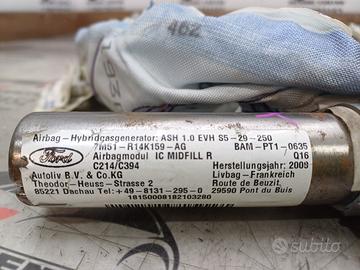 462
Airbag-Hybridgasgenerator: ASH 1.0 EVH S5-29-250
7M51-R14K159-AG BAM-PT1-0635
Airbagmodul IC MIDFILL R Q16
Ford
C214/C394 Herstellungsjahr: 2009
Autoliv B.V. & Co.KG Livbag-Frankreich
Theodor-Heuss-Strasse 2 Route de Beuzit,
85221 Dachau Tel:+49-8131-295-0 29590 Pont du Buis
18150008182103280
subito